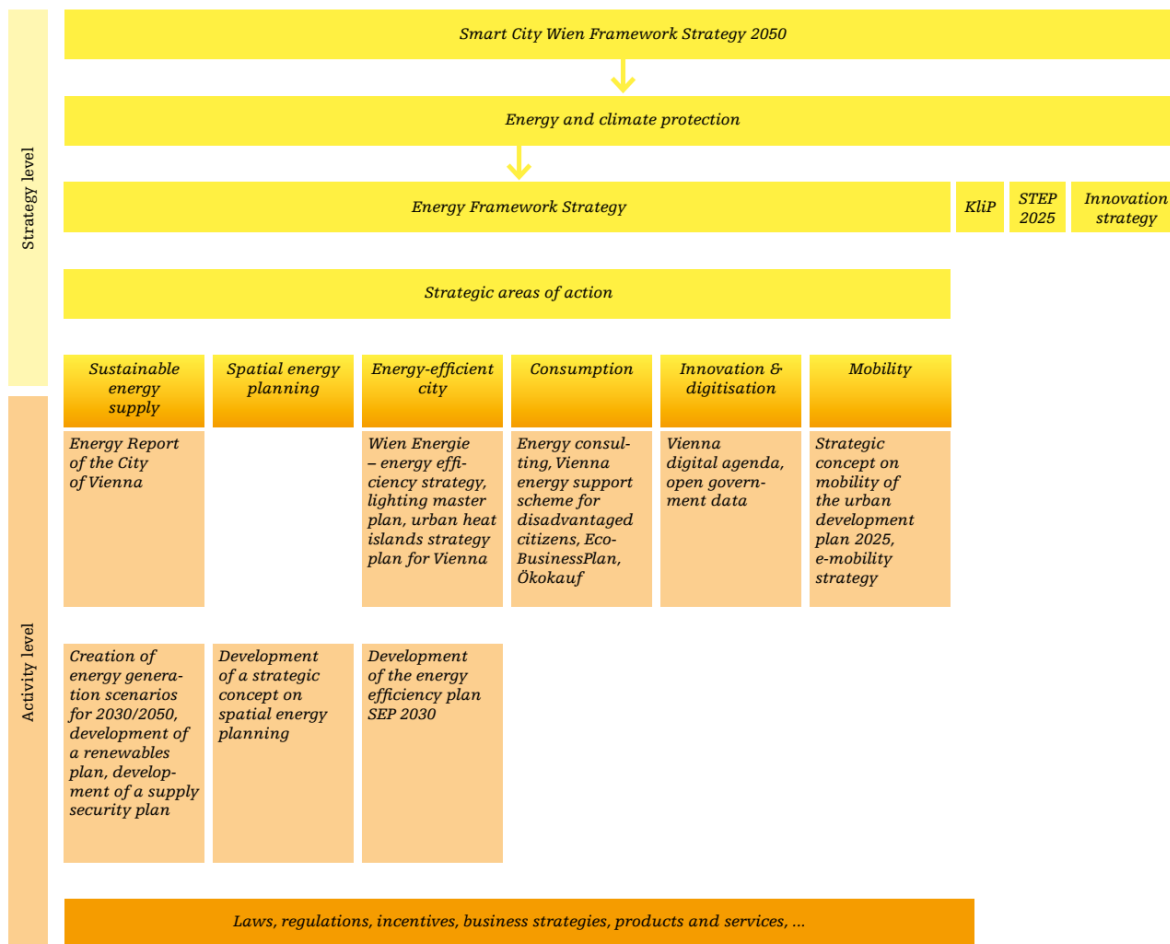 Smart City Wien Framework Strategy 2050
Energy and climate protection
Strategy level
Energy Framework Strategy
KliP
STEP
2025
Innovation
strategy
Strategic areas of action
Sustainable
energy
supply
Spatial energy
planning
Energy-efficient
city
Consumption
Innovation &
digitisation
Mobility
Activity level
Energy Report
of the City
of Vienna
Wien Energie
– energy effi-
ciency strategy,
lighting master
plan, urban heat
islands strategy
plan for Vienna
Energy consul-
ting, Vienna
energy support
scheme for
disadvantaged
citizens, Eco-
BusinessPlan,
Ökokauf
Vienna
digital agenda,
open govern-
ment data
Strategic
concept on
mobility of
the urban
development
plan 2025,
e-mobility
strategy
Creation of
energy genera-
tion scenarios
for 2030/2050,
development of
a renewables
plan, develop-
ment of a supply
security plan
Development
of a strategic
concept on
spatial energy
planning
Development
of the energy
efficiency plan
SEP 2030
Laws, regulations, incentives, business strategies, products and services, ...